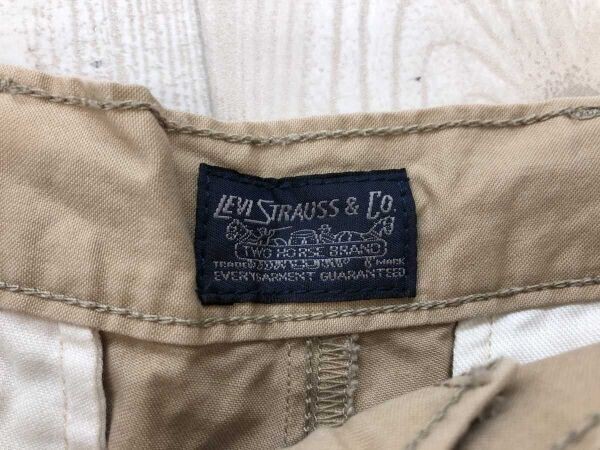 LEVI STRAUSS & CO.
TWO HORSE BRAND
TRADE MARK
EVERY GARMENT GUARANTEED